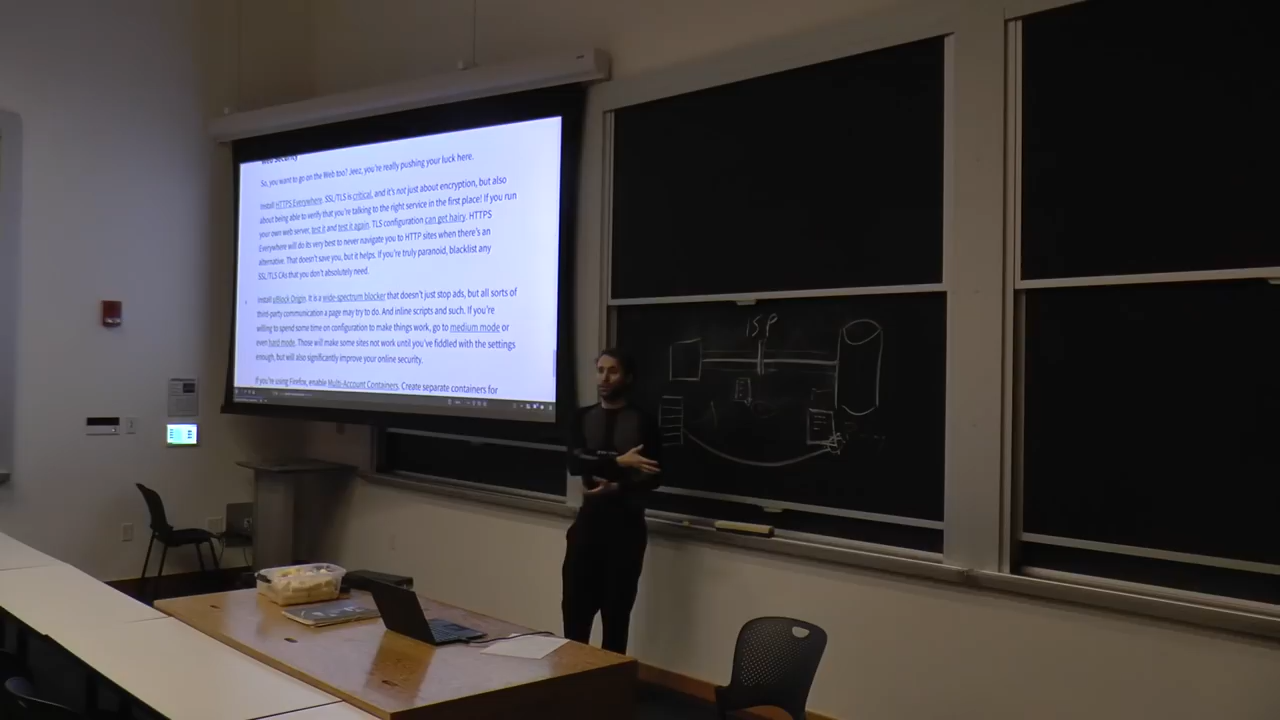 Web Security
So, you want to go on the Web too? Jeez, you're really pushing your luck here.
Install HTTPS Everywhere. SSL/TLS is critical, and it's not just about encryption, but also
about being able to verify that you're talking to the right service in the first place! If you run
your own web server, test it and test it again. TLS configuration can get hairy. HTTPS
Everywhere will do its very best to never navigate you to HTTP sites when there's an
alternative. That doesn't save you, but it helps. If you're truly paranoid, blacklist any
SSL/TLS CAs that you don't absolutely need.
Install uBlock Origin. It is a wide-spectrum blocker that doesn't just stop ads, but all sorts of
third-party communication a page may try to do. And inline scripts and such. If you're
willing to spend some time on configuration to make things work, go to medium mode or
even hard mode. Those will make some sites not work until you've fiddled with the settings
enough, but will also significantly improve your online security.
If you're using Firefox, enable Multi-Account Containers. Create separate containers for
ISP